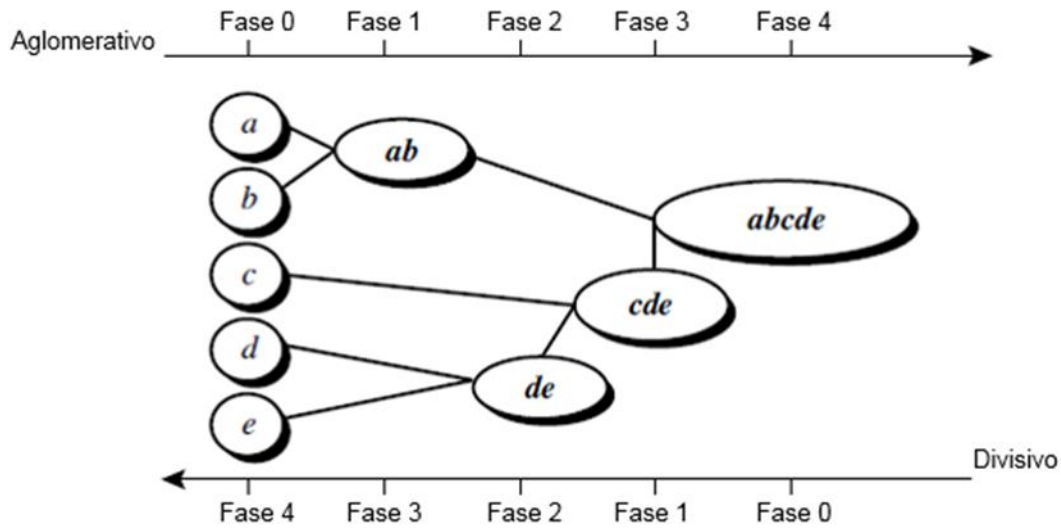 Fase 0 Fase 1 Fase 2 Fase 3 Fase 4
Aglomerativo
a
ab
b
abcde
c
cde
d
de
e
Divisivo
Fase 4 Fase 3 Fase 2 Fase 1 Fase 0